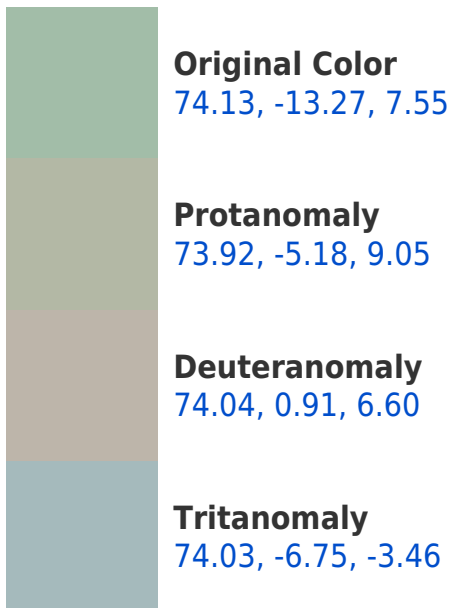 Original Color
74.13, -13.27, 7.55
Protanomaly
73.92, -5.18, 9.05
Deuteranomaly
74.04, 0.91, 6.60
Tritanomaly
74.03, -6.75, -3.46